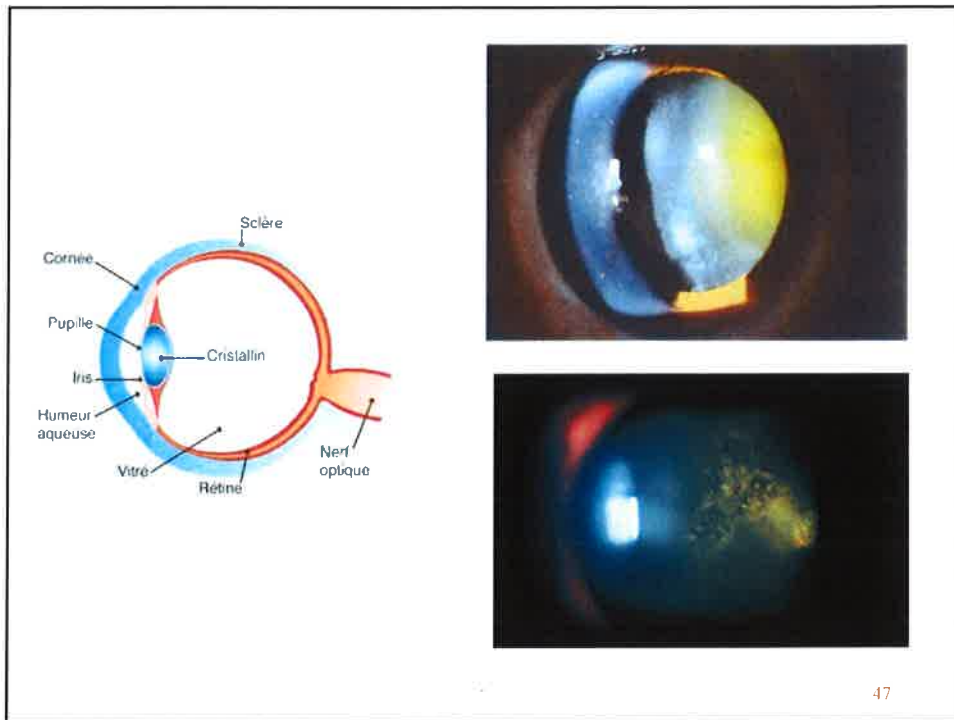 Sclère
Cornée
Pupille
Cristallin
Iris
Humeur
aqueuse
Nerf
optique
Vitré
Rétine
47